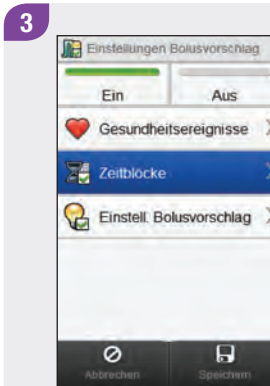 3
Einstellungen Bolusvorschlag
Ein Aus
Gesundheitsereignisse
Zeitblöcke
Einstell. Bolusvorschlag
Abbrechen Speichern